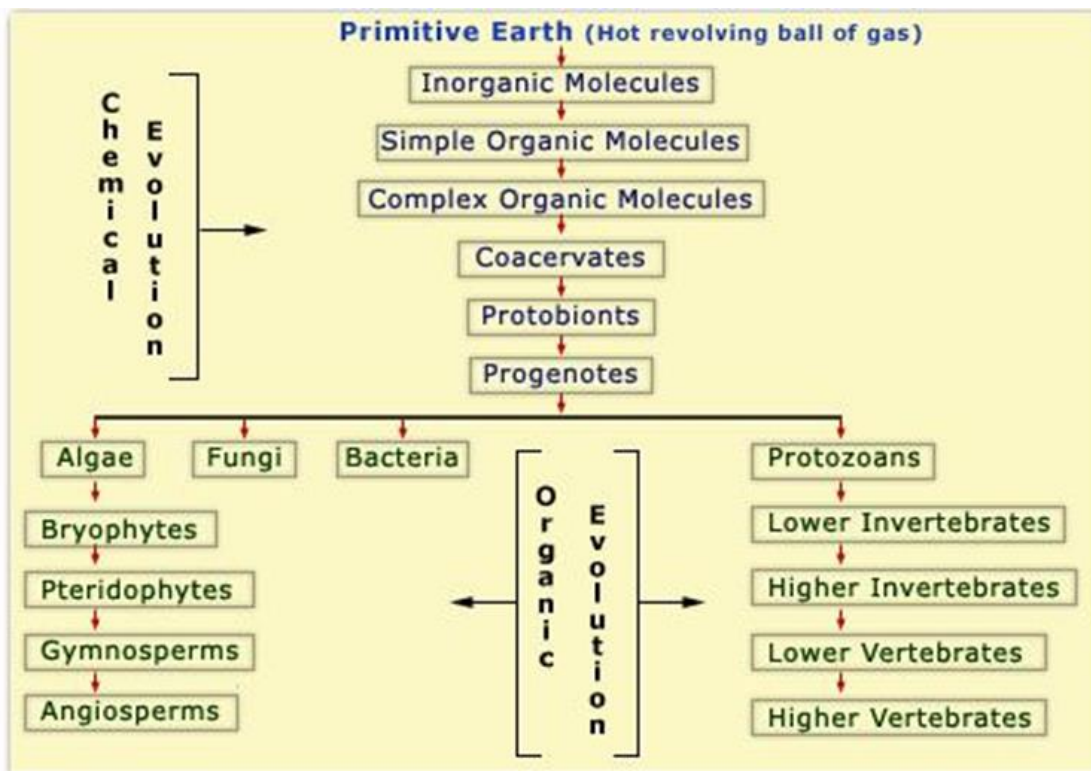 Primitive Earth (Hot revolving ball of gas)
Inorganic Molecules
Simple Organic Molecules
Complex Organic Molecules
Coacervates
Protobionts
Progenotes
Chemical
Evolution
Algae
Fungi
Bacteria
Protozoans
Bryophytes
Pteridophytes
Gymnosperms
Angiosperms
Organic
Evolution
Lower Invertebrates
Higher Invertebrates
Lower Vertebrates
Higher Vertebrates